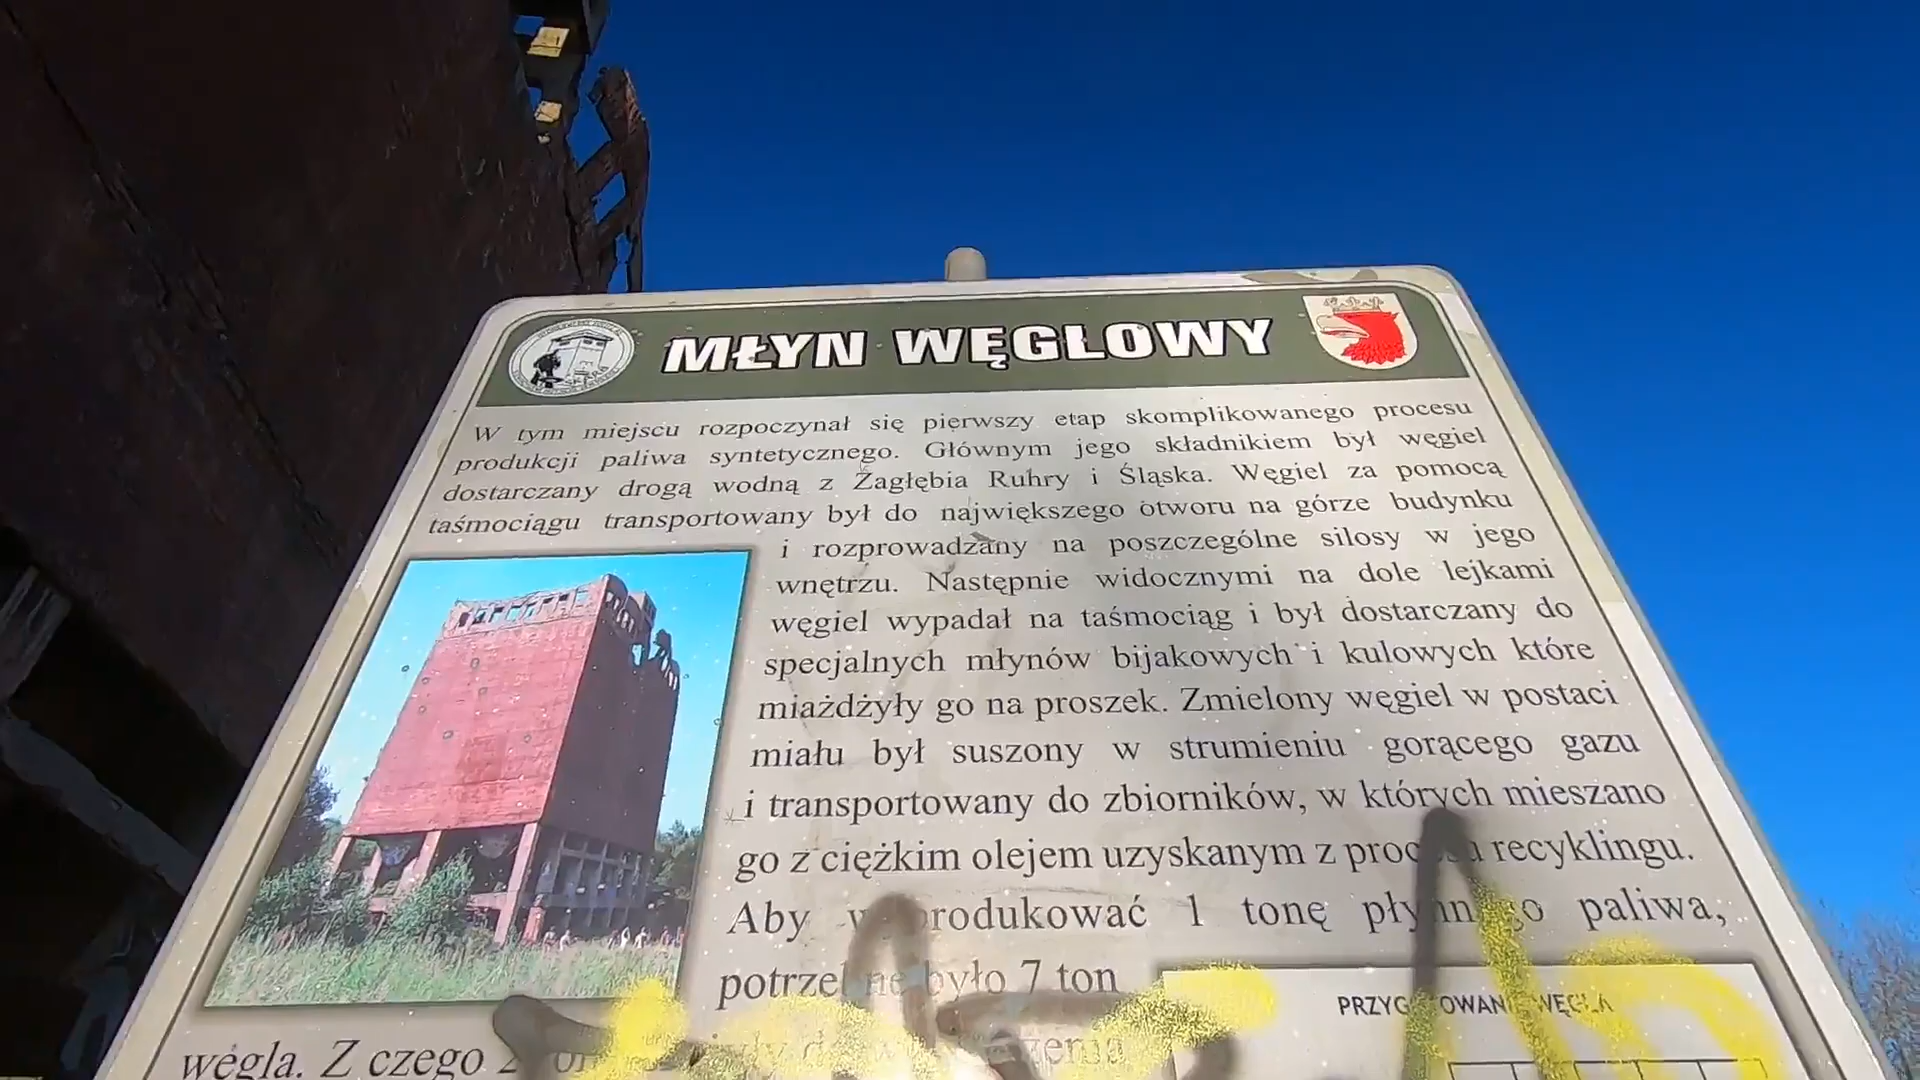 MŁYN WĘGLOWY
W tym miejscu rozpoczynał się pierwszy etap skomplikowanego procesu
produkcji paliwa syntetycznego. Głównym jego składnikiem był węgiel
dostarczany drogą wodną z Zagłębia Ruhry i Śląska. Węgiel za pomocą
taśmociągu transportowany był do największego otworu na górze budynku
i rozprowadzany na poszczególne silosy w jego
wnętrzu. Następnie widocznymi na dole lejkami
węgiel wypadał na taśmociąg i był dostarczany do
specjalnych młynów bijakowych i kulowych które
miażdżyły go na proszek. Zmielony węgiel w postaci
miału był suszony w strumieniu gorącego gazu
i transportowany do zbiorników, w których mieszano
go z ciężkim olejem uzyskanym z procesu recyklingu.
Aby wyprodukować 1 tonę płynnego paliwa,
potrzebne było 7 ton
węgla. Z czego 2
PRZYGOTOWANIE WĘGLA